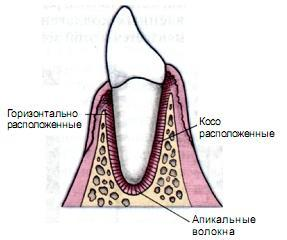 Горизонтально
расположенные
Косо
расположенные
Апикальные
волокна